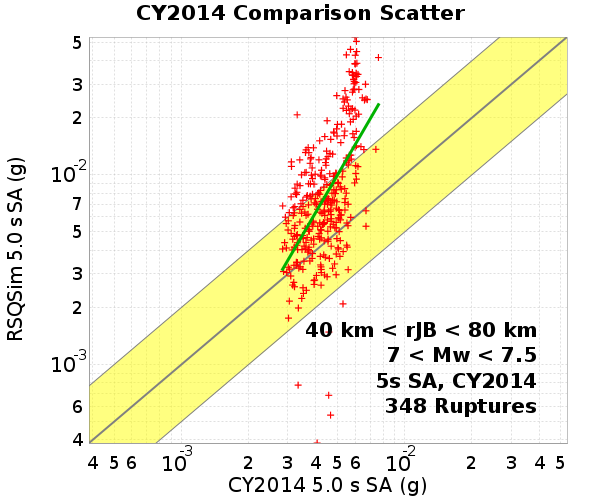 CY2014 Comparison Scatter
RSQSim 5.0 s SA (g)
5
3
2
10⁻²
7
5
3
2
10⁻³
6
4
40 km < rJB < 80 km
7 < Mw < 7.5
5s SA, CY2014
348 Ruptures
4 5 6 10⁻³ 2 3 4 5 6 10⁻² 2 3 4 5
CY2014 5.0 s SA (g)